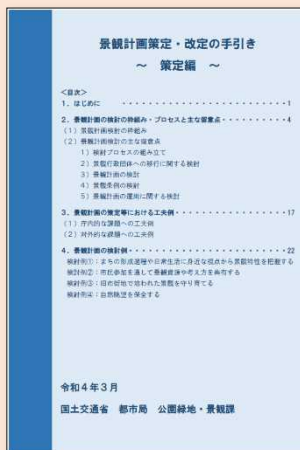 景観計画策定・改定の手引き
~ 策定編 ~
<目次>
1．はじめに ・・・・・・・・・・・・・・・・・・・・・・・・1
2．景観計画の検討の枠組み・プロセスと主な留意点・・・・・・・・・・4
（1）景観計画検討の枠組み
（2）景観計画検討の主な留意点
1）検討プロセスの組み立て
2）景観行政団体への移行に関する検討
3）景観計画の検討
4）景観条例の検討
5）景観計画の運用に関する検討
3．景観計画の策定等における工夫例・・・・・・・・・・・・・・・・17
（1）庁内的な課題への工夫例
（2）対外的な課題への工夫例
4．景観計画の検討例・・・・・・・・・・・・・・・・・・・・・・22
検討例①：まちの形成過程や日常生活に身近な視点から景観特性を把握する
検討例②：市民参加を通して景観資源や考え方を共有する
検討例③：旧市街地で培われた景観を守り育てる
検討例④：自然眺望を保全する
令和4年3月
国土交通省 都市局 公園緑地・景観課